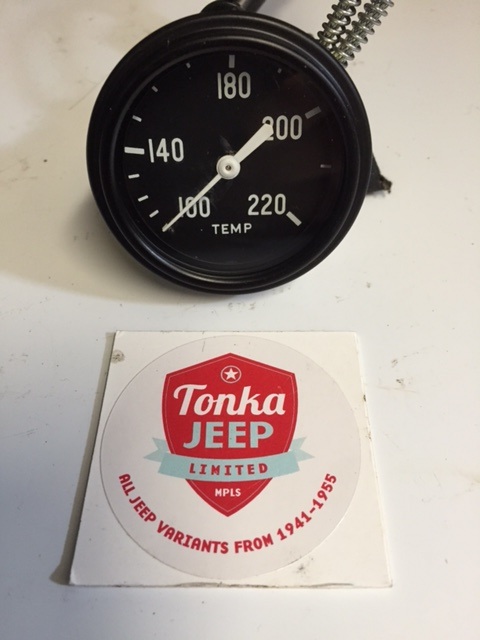 180
140
200
100
220
TEMP
Tonka
JEEP
LIMITED
MPLS
ALL JEEP VARIANTS FROM 1941-1955